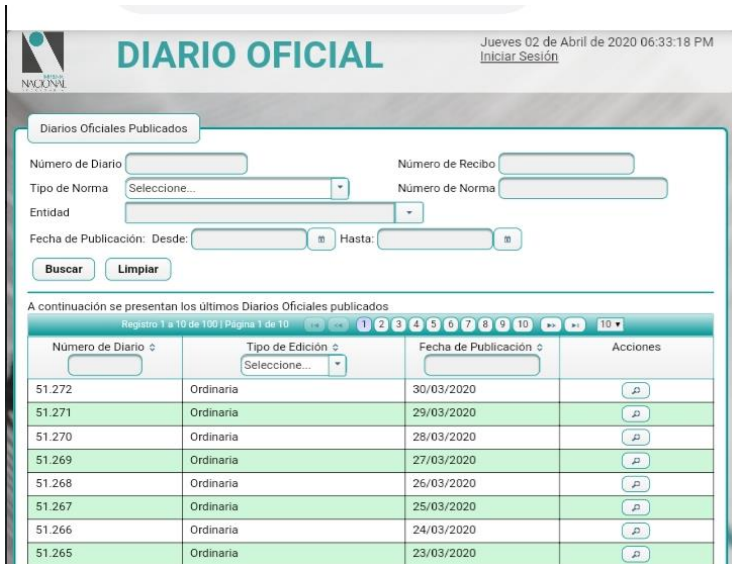 Jueves 02 de Abril de 2020 06:33:18 PM
DIARIO OFICIAL
Iniciar Sesión
NACIONAL
Diarios Oficiales Publicados
Número de Diario Número de Recibo
Tipo de Norma Seleccione... Número de Norma
Entidad
Fecha de Publicación: Desde: Hasta:
Buscar Limpiar
A continuación se presentan los últimos Diarios Oficiales publicados
Registro 1 a 10 de 100 | Página 1 de 10 1 2 3 4 5 6 7 8 9 10 10
Número de Diario Tipo de Edición Fecha de Publicación Acciones
Seleccione...
51.272 Ordinaria 30/03/2020
51.271 Ordinaria 29/03/2020
51.270 Ordinaria 28/03/2020
51.269 Ordinaria 27/03/2020
51.268 Ordinaria 26/03/2020
51.267 Ordinaria 25/03/2020
51.266 Ordinaria 24/03/2020
51.265 Ordinaria 23/03/2020